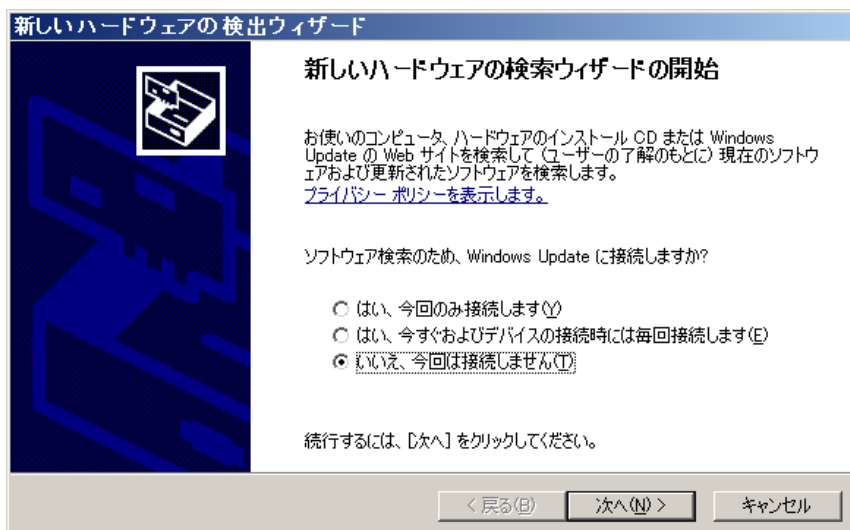 新しいハードウェアの検出ウィザード
新しいハードウェアの検索ウィザードの開始
お使いのコンピュータ、ハードウェアのインストール CD または Windows
Update の Web サイトを検索して (ユーザーの了解のもとに) 現在のソフトウ
ェアおよび更新されたソフトウェアを検索します。
プライバシー ポリシーを表示します。
ソフトウェア検索のため、Windows Update に接続しますか?
はい、今回のみ接続します(Y)
はい、今すぐおよびデバイスの接続時には毎回接続します(E)
いいえ、今回は接続しません(T)
続行するには、[次へ] をクリックしてください。
< 戻る(B)
次へ(N) >
キャンセル